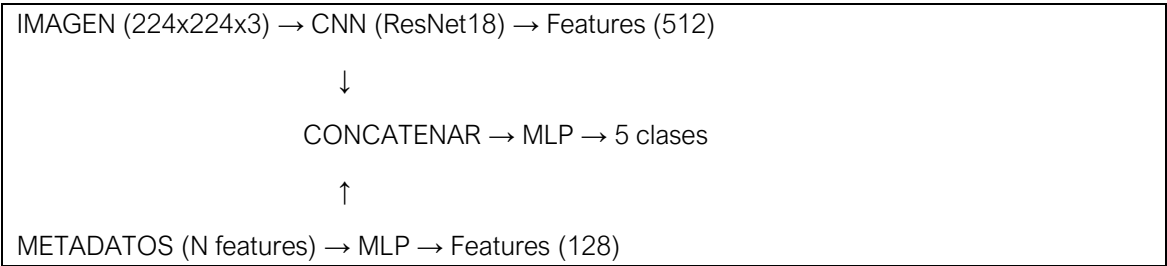 IMAGEN (224x224x3) → CNN (ResNet18) → Features (512)
↓
CONCATENAR → MLP → 5 clases
↑
METADATOS (N features) → MLP → Features (128)